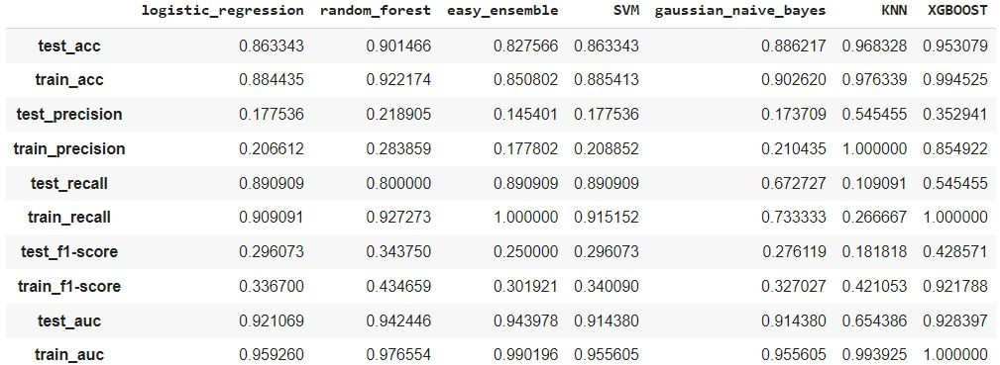 logistic_regression random_forest easy_ensemble SVM gaussian_naive_bayes KNN XGBOOST
test_acc 0.863343 0.901466 0.827566 0.863343 0.886217 0.968328 0.953079
train_acc 0.884435 0.922174 0.850802 0.885413 0.902620 0.976339 0.994525
test_precision 0.177536 0.218905 0.145401 0.177536 0.173709 0.545455 0.352941
train_precision 0.206612 0.283859 0.177802 0.208852 0.210435 1.000000 0.854922
test_recall 0.890909 0.800000 0.890909 0.890909 0.672727 0.109091 0.545455
train_recall 0.909091 0.927273 1.000000 0.915152 0.733333 0.266667 1.000000
test_f1-score 0.296073 0.343750 0.250000 0.296073 0.276119 0.181818 0.428571
train_f1-score 0.336700 0.434659 0.301921 0.340090 0.327027 0.421053 0.921788
test_auc 0.921069 0.942446 0.943978 0.914380 0.914380 0.654386 0.928397
train_auc 0.959260 0.976554 0.990196 0.955605 0.955605 0.993925 1.000000